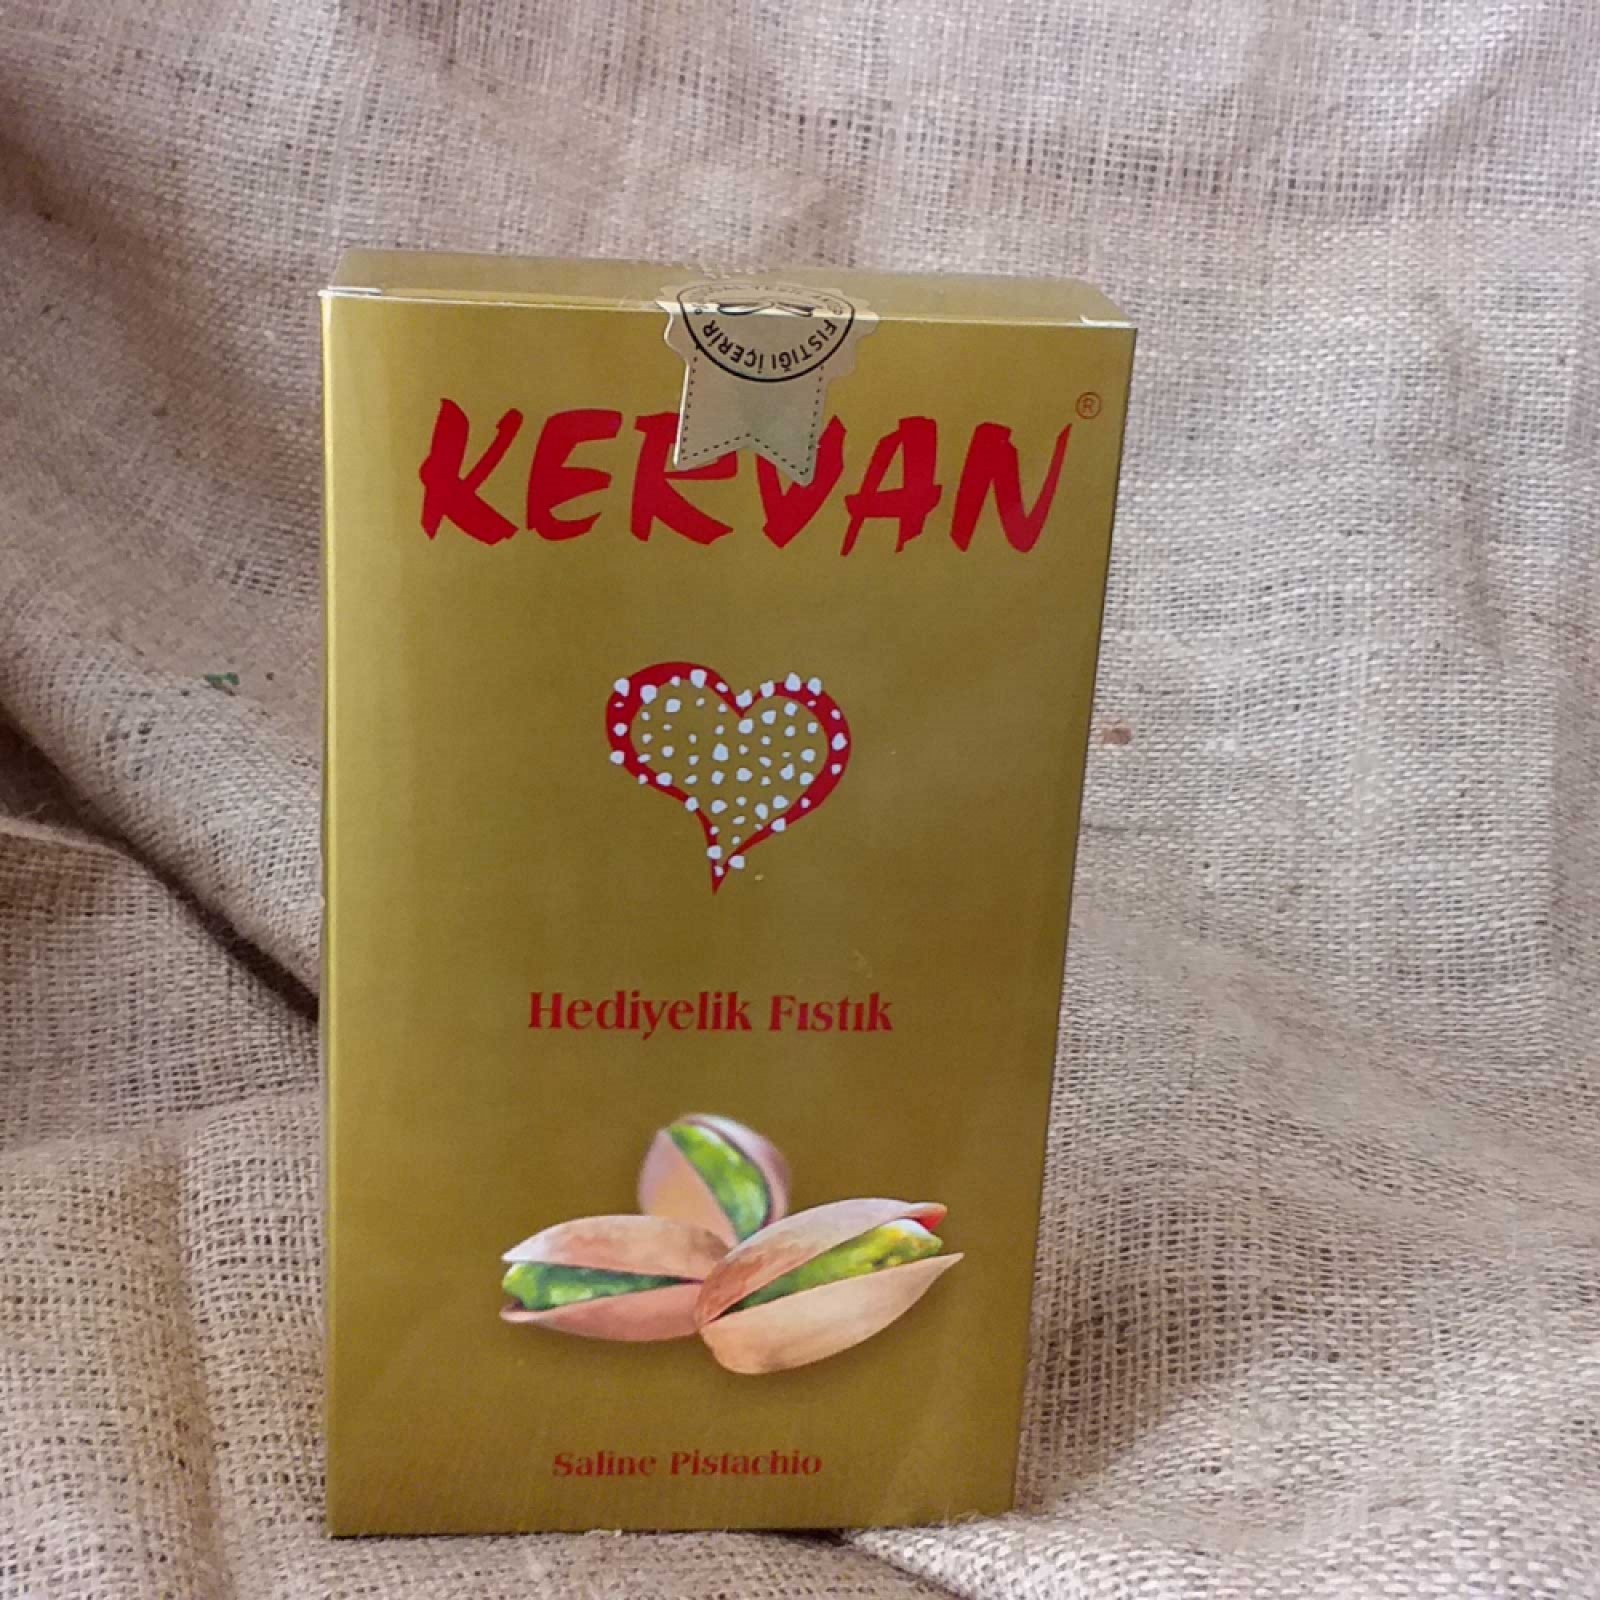 FISTIĞI İÇERİR
KERVAN®
Hediyelik Fıstık
Saline Pistachio